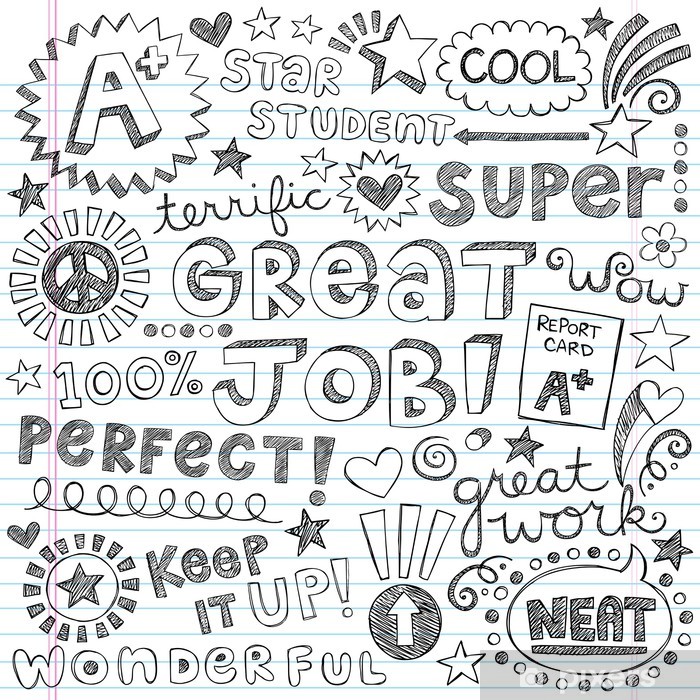 A+
STAR
STUDENT
COOL
terrific
SUPER
GREAT
WOW
100%
JOB!
REPORT
CARD
A+
PERFECT!
great
work
KEEP
IT UP!
NEAT
WONDERFUL
pixers